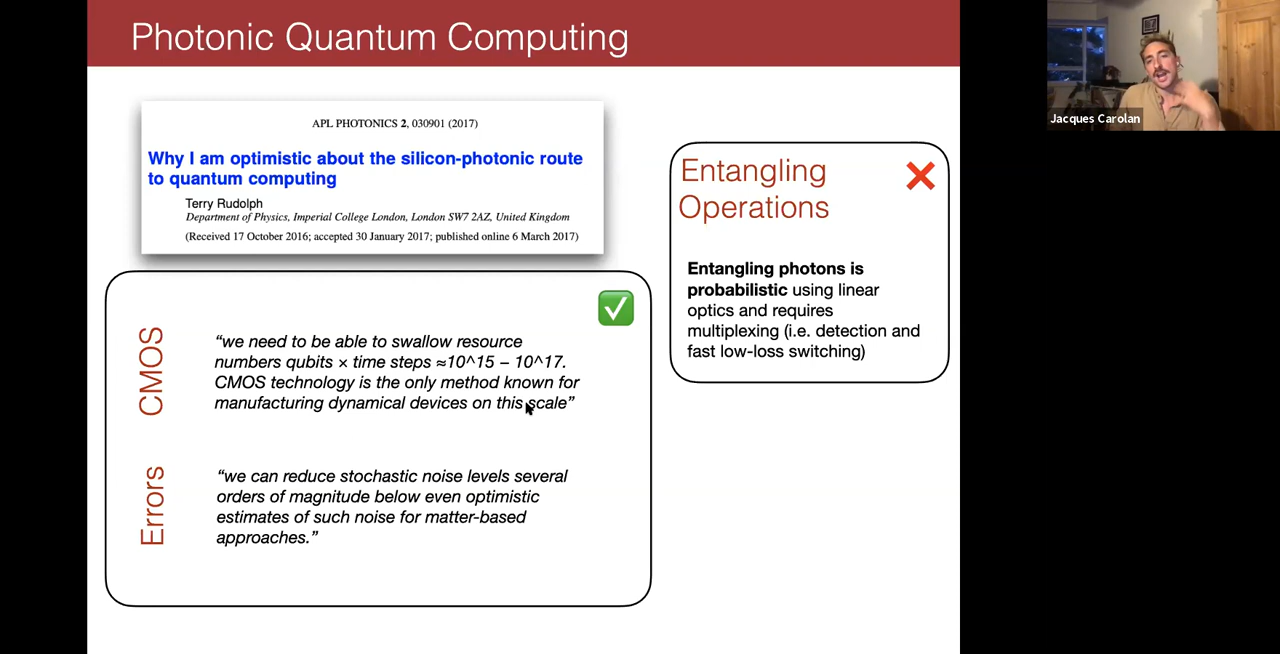 Photonic Quantum Computing
APL PHOTONICS 2, 030901 (2017)
Why I am optimistic about the silicon-photonic route
to quantum computing
Terry Rudolph
Department of Physics, Imperial College London, London SW7 2AZ, United Kingdom
(Received 17 October 2016; accepted 30 January 2017; published online 6 March 2017)
CMOS
“we need to be able to swallow resource
numbers qubits × time steps ≈10^15 – 10^17.
CMOS technology is the only method known for
manufacturing dynamical devices on this scale”
Errors
“we can reduce stochastic noise levels several
orders of magnitude below even optimistic
estimates of such noise for matter-based
approaches.”
Entangling
Operations
Entangling photons is
probabilistic using linear
optics and requires
multiplexing (i.e. detection and
fast low-loss switching)
Jacques Carolan